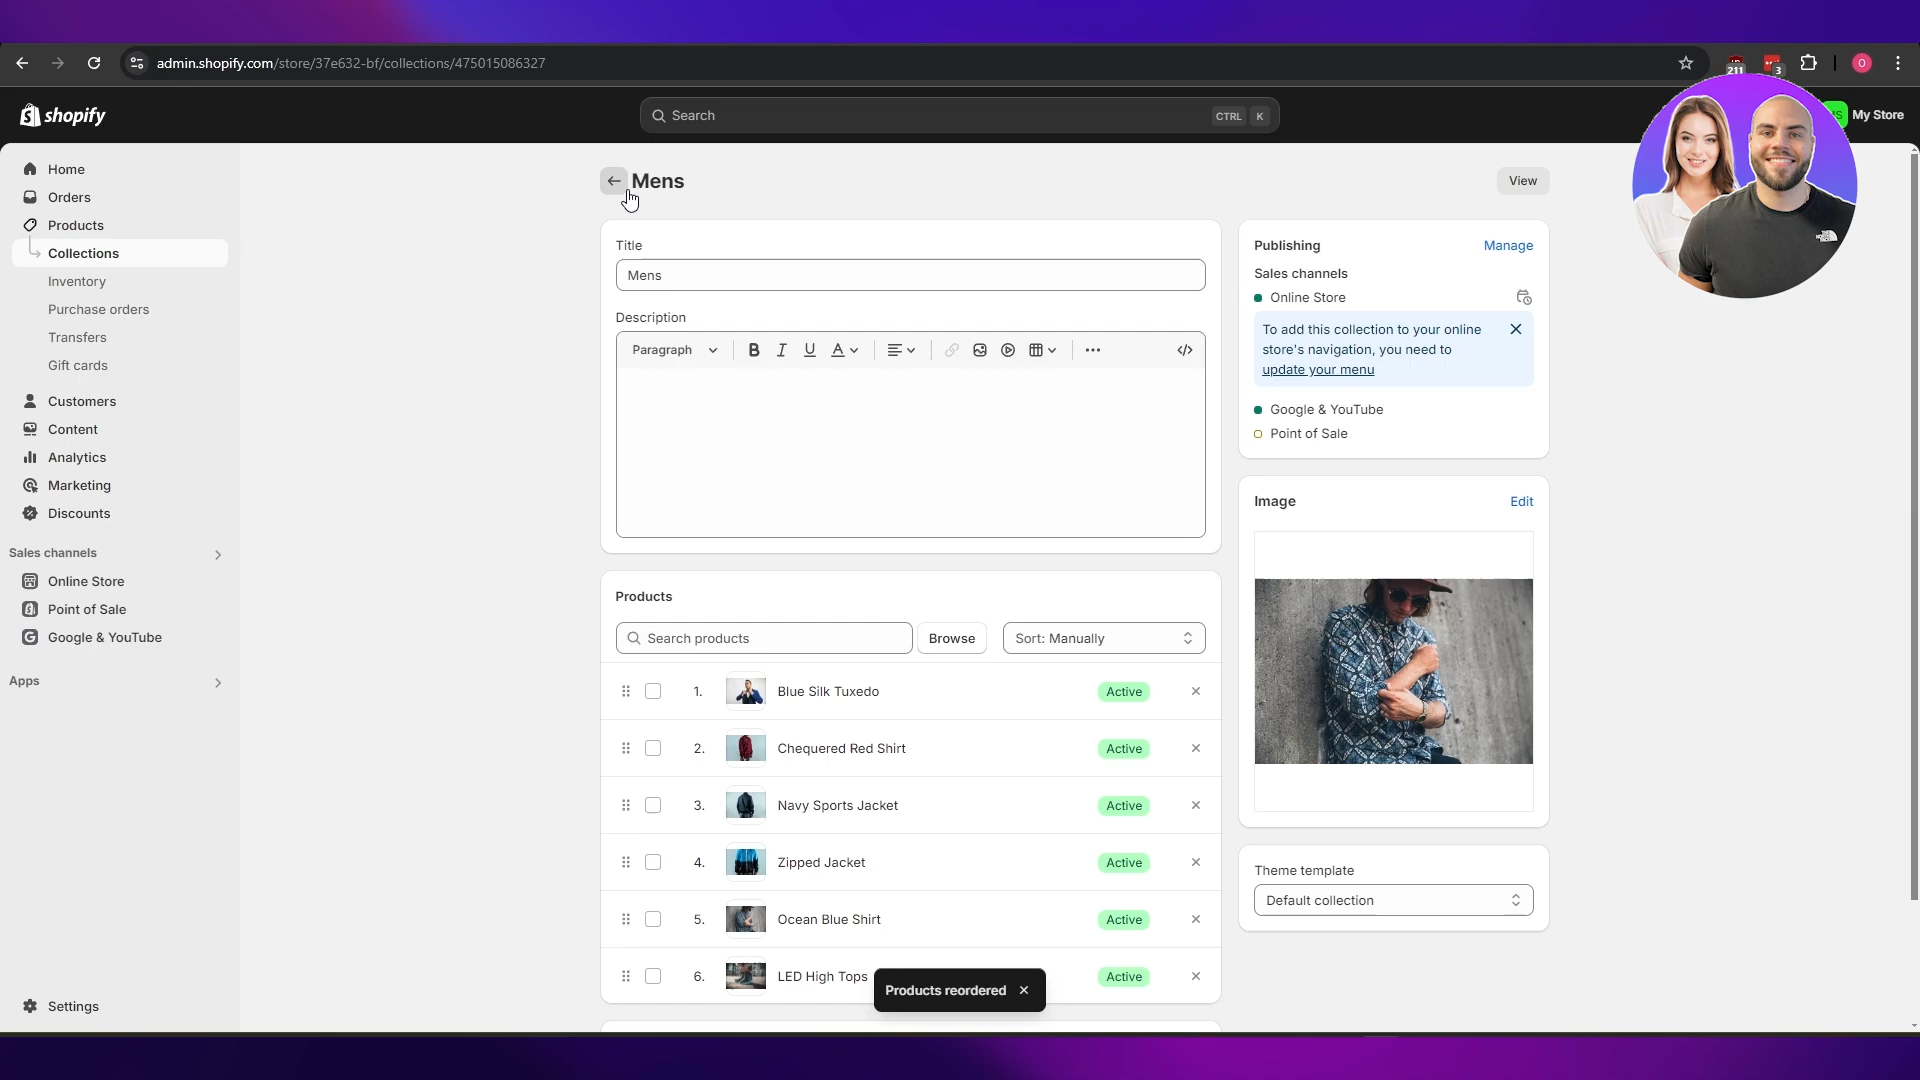 admin.shopify.com/store/37e632-bf/collections/475015086327
211
3
O
shopify
Search
CTRL
K
My Store
Home
Orders
Products
Collections
Inventory
Purchase orders
Transfers
Gift cards
Customers
Content
Analytics
Marketing
Discounts
Sales channels
Online Store
Point of Sale
Google & YouTube
Apps
Settings
Mens
View
Title
Mens
Description
Paragraph
B I U A
Products
Search products
Browse
Sort: Manually
1. Blue Silk Tuxedo Active
2. Chequered Red Shirt Active
3. Navy Sports Jacket Active
4. Zipped Jacket Active
5. Ocean Blue Shirt Active
6. LED High Tops Active
Products reordered
Publishing
Manage
Sales channels
Online Store
To add this collection to your online
store's navigation, you need to
update your menu
Google & YouTube
Point of Sale
Image
Edit
Theme template
Default collection